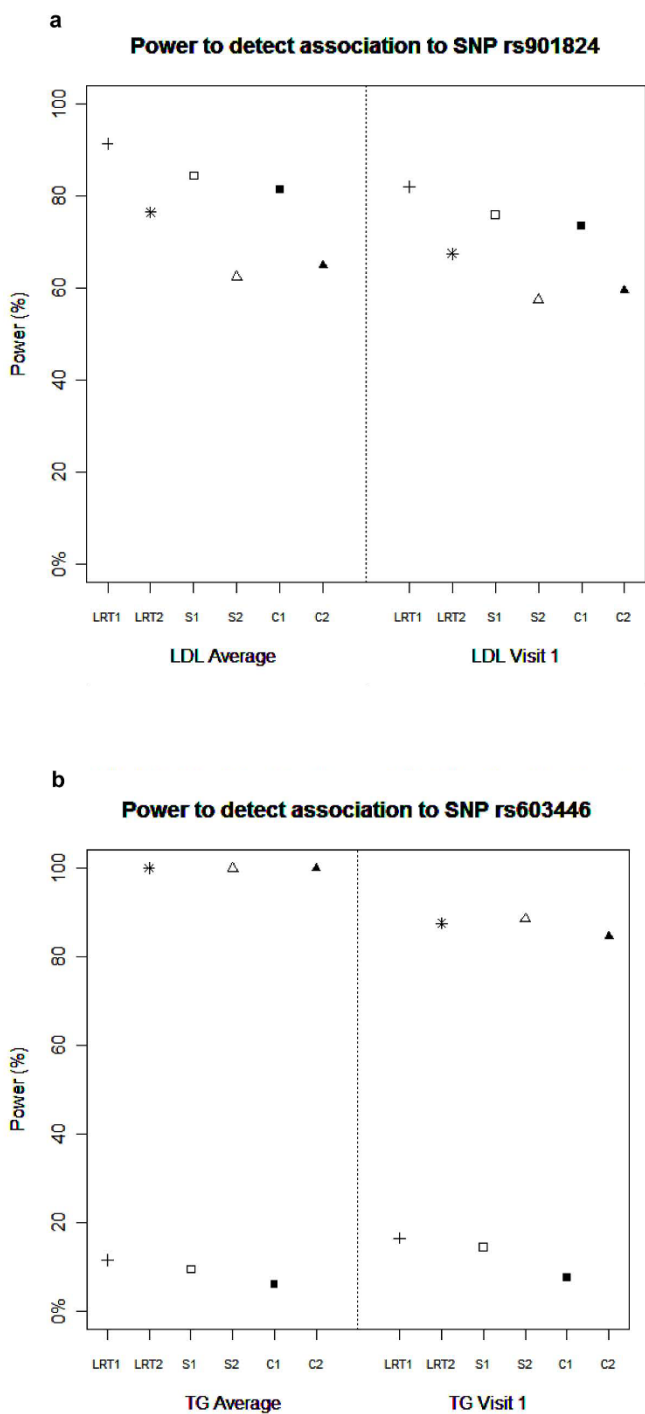 a
Power to detect association to SNP rs901824
Power (%)
100
80
60
40
20
0%
LRT1 LRT2 S1 S2 C1 C2 LRT1 LRT2 S1 S2 C1 C2
LDL Average LDL Visit 1
b
Power to detect association to SNP rs603446
Power (%)
100
80
60
40
20
0%
LRT1 LRT2 S1 S2 C1 C2 LRT1 LRT2 S1 S2 C1 C2
TG Average TG Visit 1